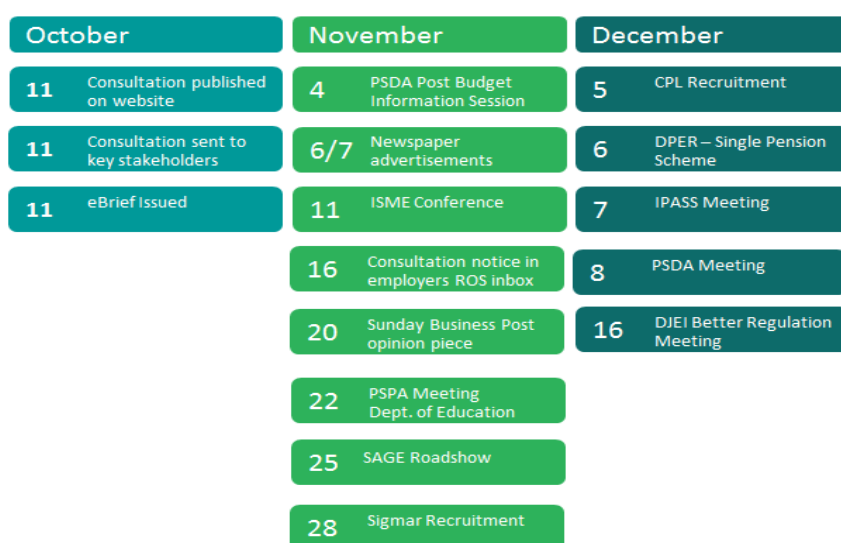 October
11 Consultation published
on website
11 Consultation sent to
key stakeholders
11 eBrief Issued
November
4 PSDA Post Budget
Information Session
6/7 Newspaper
advertisements
11 ISME Conference
16 Consultation notice in
employers ROS inbox
20 Sunday Business Post
opinion piece
22 PSPA Meeting
Dept. of Education
25 SAGE Roadshow
28 Sigmar Recruitment
December
5 CPL Recruitment
6 DPER – Single Pension
Scheme
7 IPASS Meeting
8 PSDA Meeting
16 DJEI Better Regulation
Meeting